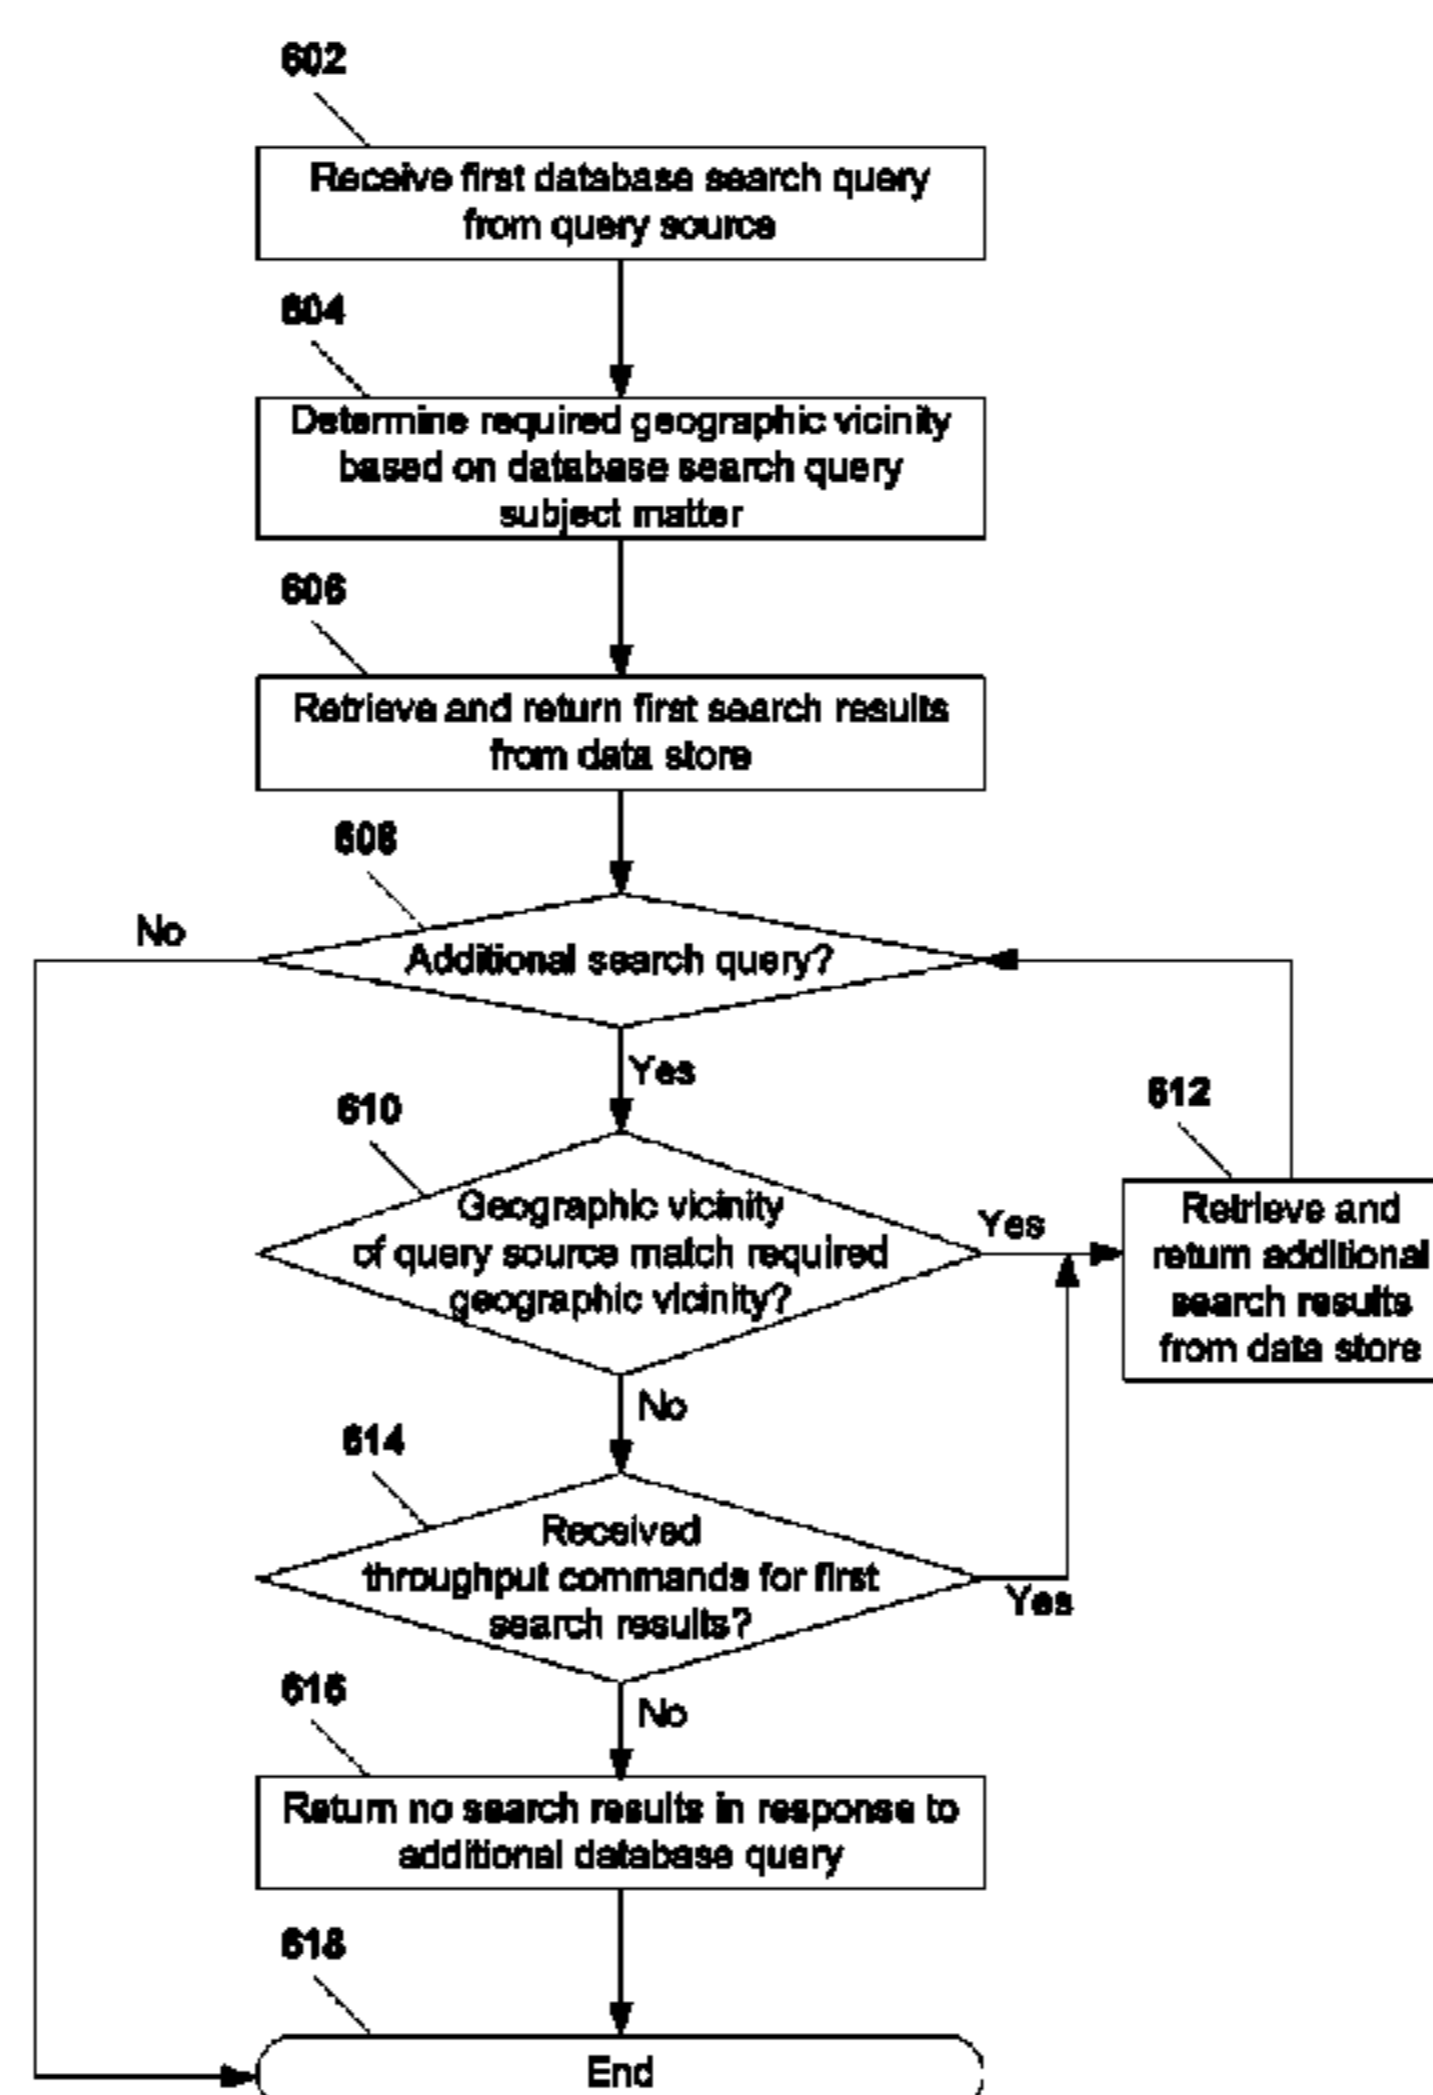 602
Receive first database search query
from query source
604
Determine required geographic vicinity
based on database search query
subject matter
606
Retrieve and return first search results
from data store
608
No
Additional search query?
Yes
610
612
Geographic vicinity
of query source match required
geographic vicinity?
Yes
Retrieve and
return additional
search results
from data store
No
614
Received
throughput commands for first
search results?
Yes
616
No
Return no search results in response to
additional database query
618
End